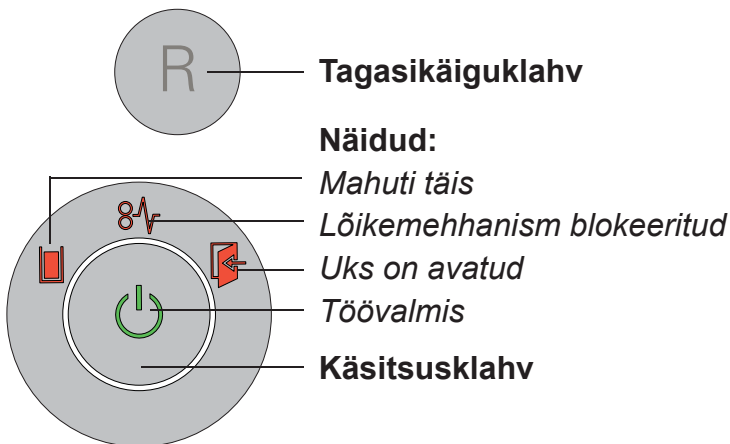 R
Tagasikäiguklahv
Näidud:
Mahuti täis
Lõikemehhanism blokeeritud
Uks on avatud
Töövalmis
Käsitsusklahv